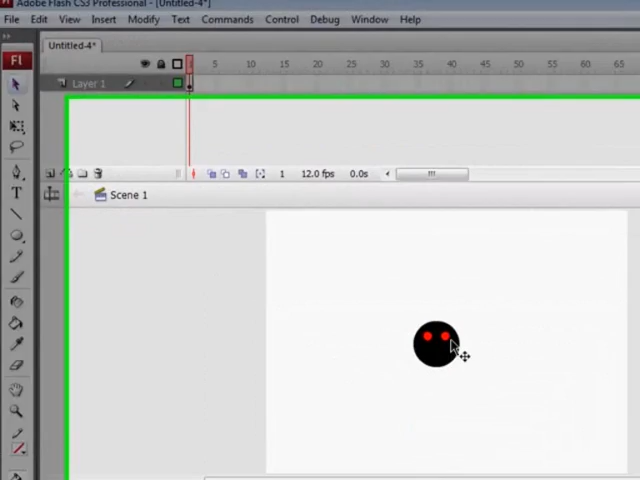 Adobe Flash CS3 Professional - [Untitled-4*]
File Edit View Insert Modify Text Commands Control Debug Window Help
Untitled-4*
Fl
5 10 15 20 25 30 35 40 45 50 55 60 65
Layer 1
1 12.0 fps 0.0s
Scene 1
T